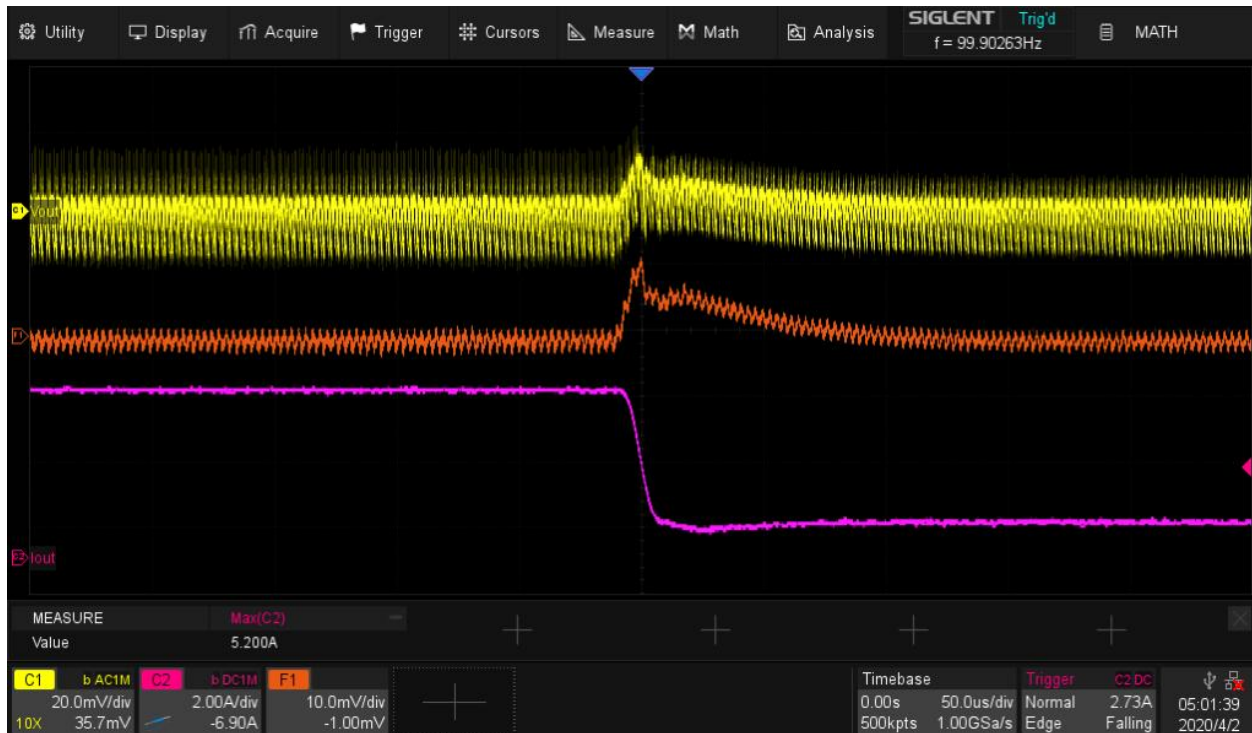 Utility Display Acquire Trigger Cursors Measure Math Analysis SIGLENT Trig'd MATH
f = 99.90263Hz
C1 Vout
F1
C2 Iout
MEASURE Max(C2)
Value 5.200A
C1 b AC1M C2 b DC1M F1 Timebase Trigger C2 DC
20.0mV/div 2.00A/div 10.0mV/div 0.00s 50.0us/div Normal 2.73A 05:01:39
10X 35.7mV -6.90A -1.00mV 500kpts 1.00GSa/s Edge Falling 2020/4/2